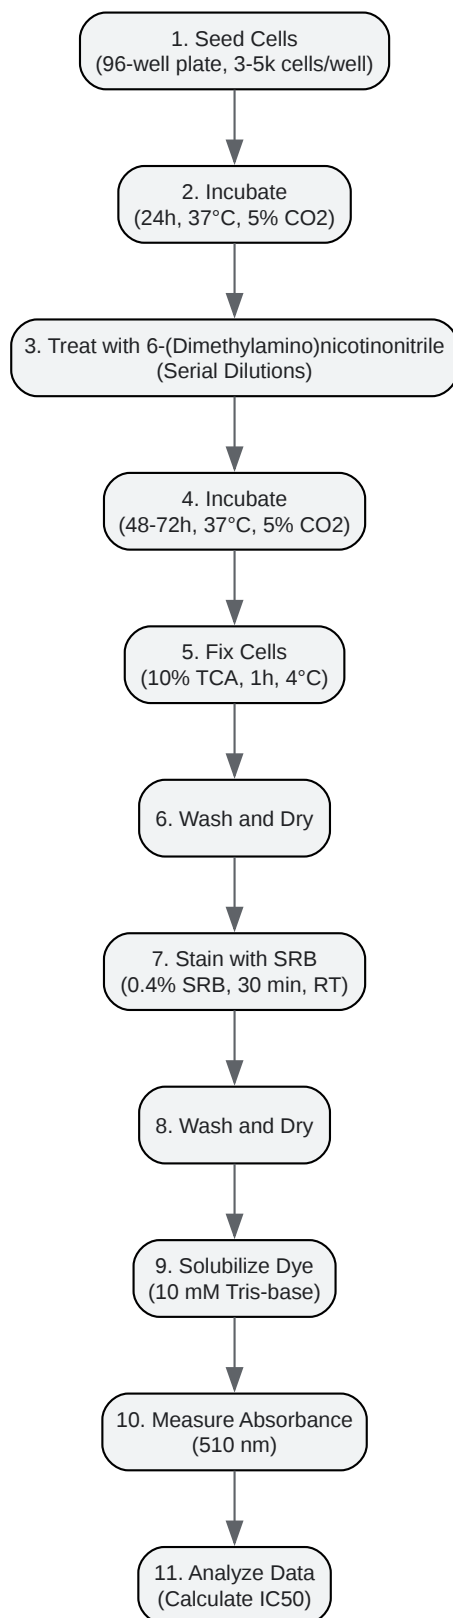 1. Seed Cells
(96-well plate, 3-5k cells/well)
2. Incubate
(24h, 37°C, 5% CO2)
3. Treat with 6-(Dimethylamino)nicotinonitrile
(Serial Dilutions)
4. Incubate
(48-72h, 37°C, 5% CO2)
5. Fix Cells
(10% TCA, 1h, 4°C)
6. Wash and Dry
7. Stain with SRB
(0.4% SRB, 30 min, RT)
8. Wash and Dry
9. Solubilize Dye
(10 mM Tris-base)
10. Measure Absorbance
(510 nm)
11. Analyze Data
(Calculate IC50)